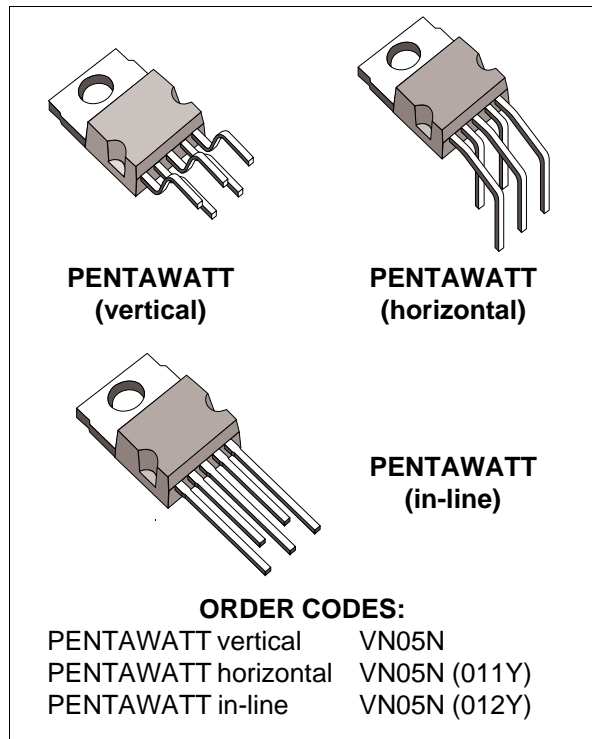 PENTAWATT
(vertical)
PENTAWATT
(horizontal)
PENTAWATT
(in-line)
ORDER CODES:
PENTAWATT vertical VN05N
PENTAWATT horizontal VN05N (011Y)
PENTAWATT in-line VN05N (012Y)